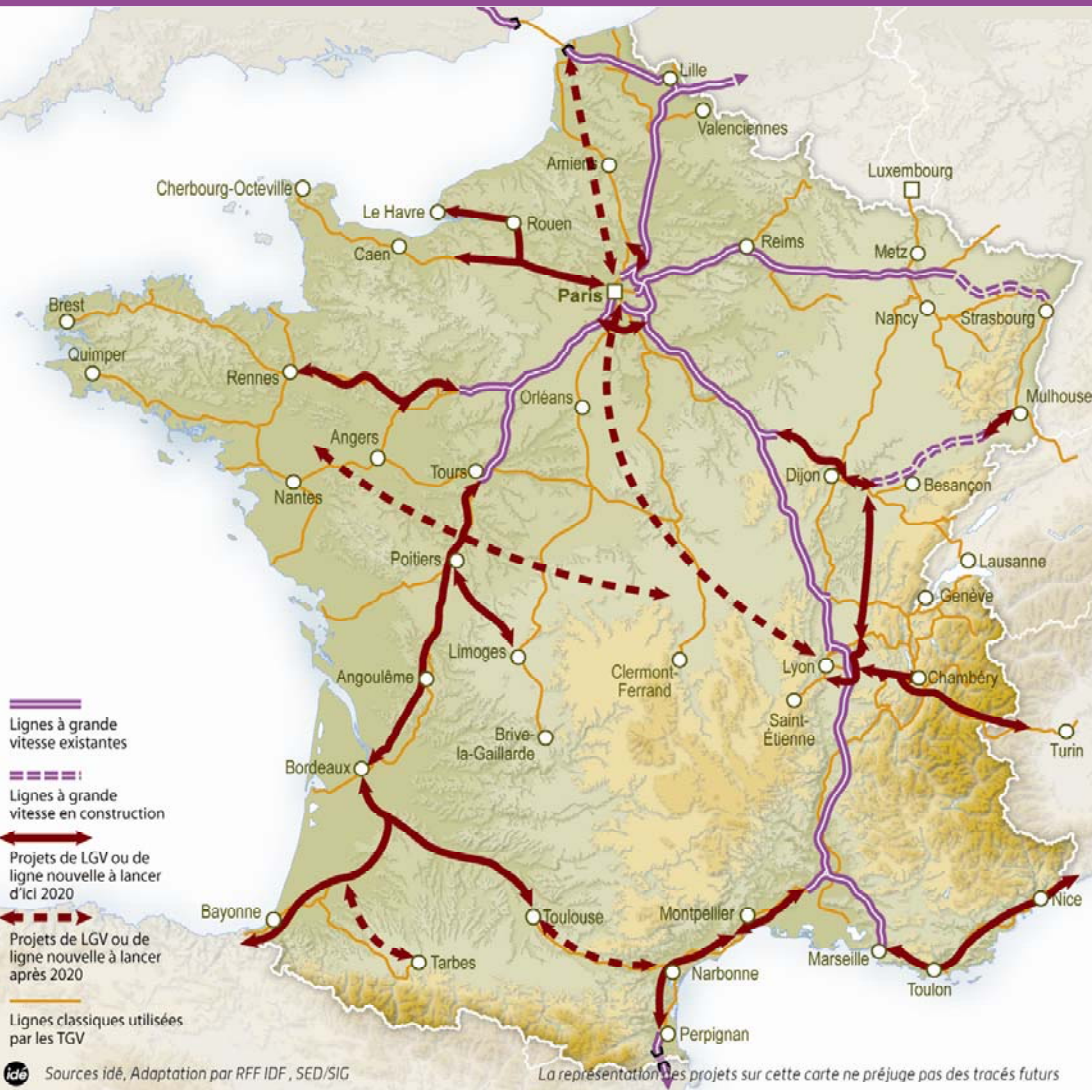 Lille
Valenciennes
Amiens
Luxembourg
Cherbourg-Octeville
Le Havre
Rouen
Reims
Metz
Caen
Paris
Brest
Nancy
Strasbourg
Quimper
Rennes
Orléans
Mulhouse
Angers
Tours
Dijon
Besançon
Nantes
Poitiers
Lausanne
Genève
Limoges
Clermont-
Ferrand
Lyon
Chambéry
Angoulême
Saint-
Étienne
Turin
Brive-
la-Gaillarde
Bordeaux
Bayonne
Toulouse
Montpellier
Nice
Tarbes
Narbonne
Marseille
Toulon
Perpignan
Lignes à grande
vitesse existantes
Lignes à grande
vitesse en construction
Projets de LGV ou de
ligne nouvelle à lancer
d'ici 2020
Projets de LGV ou de
ligne nouvelle à lancer
après 2020
Lignes classiques utilisées
par les TGV
idé Sources idé, Adaptation par RFF IDF , SED/SIG
La représentation des projets sur cette carte ne préjuge pas des tracés futurs